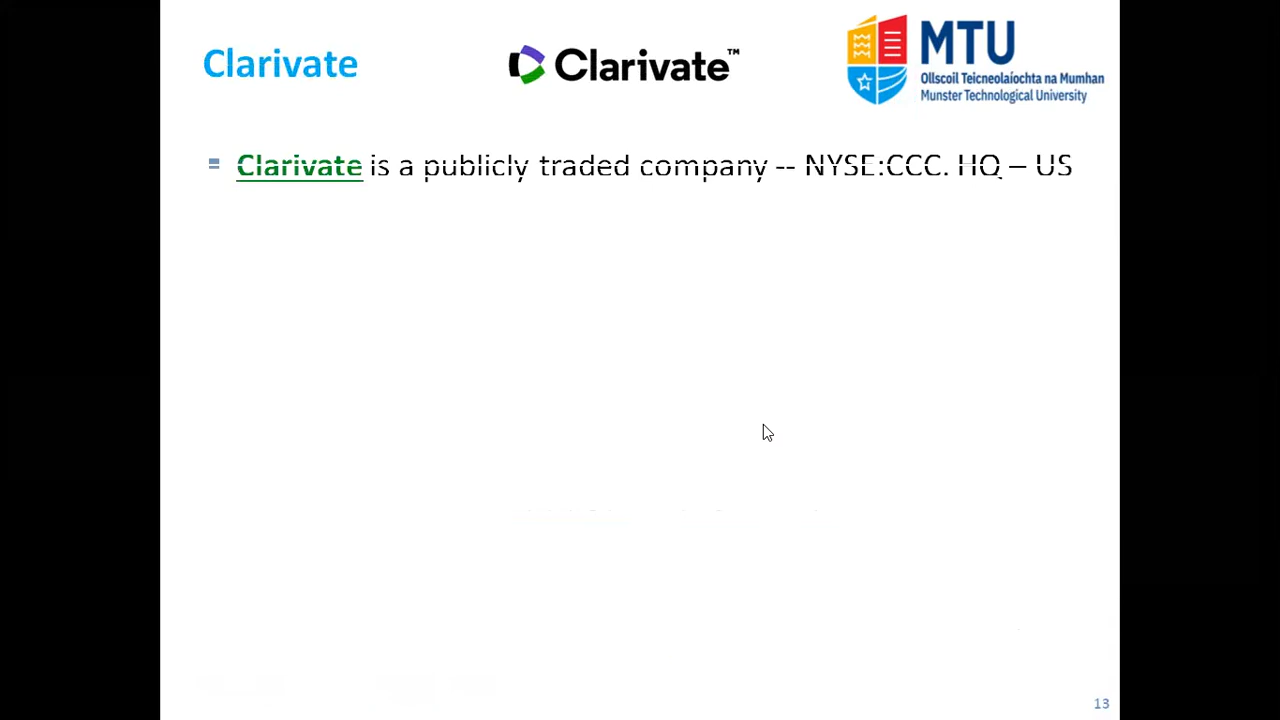 Clarivate
Clarivate™
MTU
Ollscoil Teicneolaíochta na Mumhan
Munster Technological University
Clarivate is a publicly traded company -- NYSE:CCC. HQ – US
13